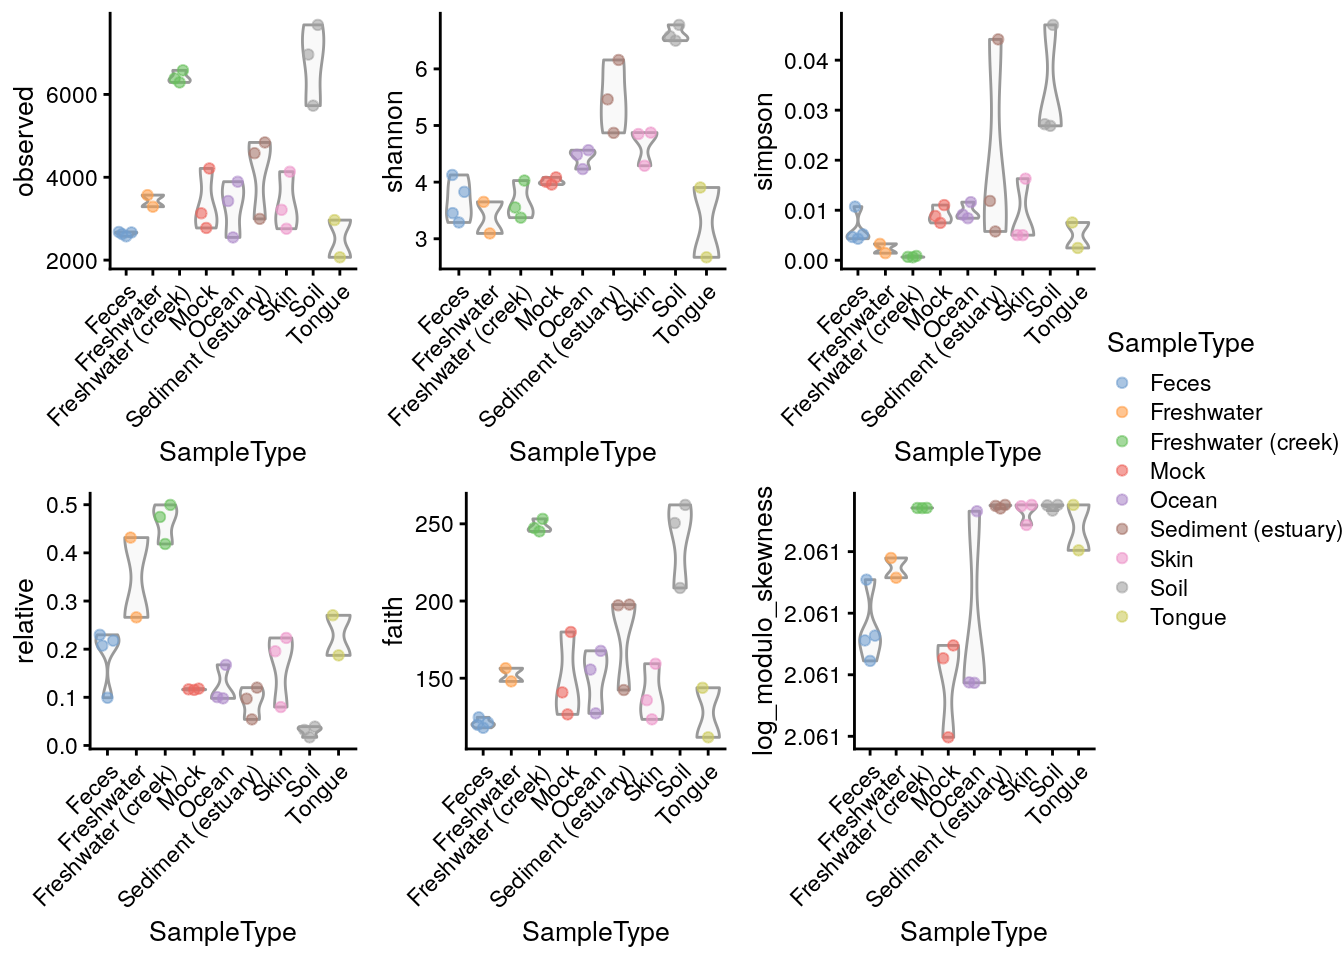 observed
6000
4000
2000
Feces
Freshwater
Freshwater (creek)
Mock
Ocean
Sediment (estuary)
Skin
Soil
Tongue
SampleType
shannon
6
5
4
3
Feces
Freshwater
Freshwater (creek)
Mock
Ocean
Sediment (estuary)
Skin
Soil
Tongue
SampleType
simpson
0.04
0.03
0.02
0.01
0.00
Feces
Freshwater
Freshwater (creek)
Mock
Ocean
Sediment (estuary)
Skin
Soil
Tongue
SampleType
relative
0.5
0.4
0.3
0.2
0.1
0.0
Feces
Freshwater
Freshwater (creek)
Mock
Ocean
Sediment (estuary)
Skin
Soil
Tongue
SampleType
faith
250
200
150
Feces
Freshwater
Freshwater (creek)
Mock
Ocean
Sediment (estuary)
Skin
Soil
Tongue
SampleType
log_modulo_skewness
2.061
2.061
2.061
2.061
Feces
Freshwater
Freshwater (creek)
Mock
Ocean
Sediment (estuary)
Skin
Soil
Tongue
SampleType
SampleType
Feces
Freshwater
Freshwater (creek)
Mock
Ocean
Sediment (estuary)
Skin
Soil
Tongue